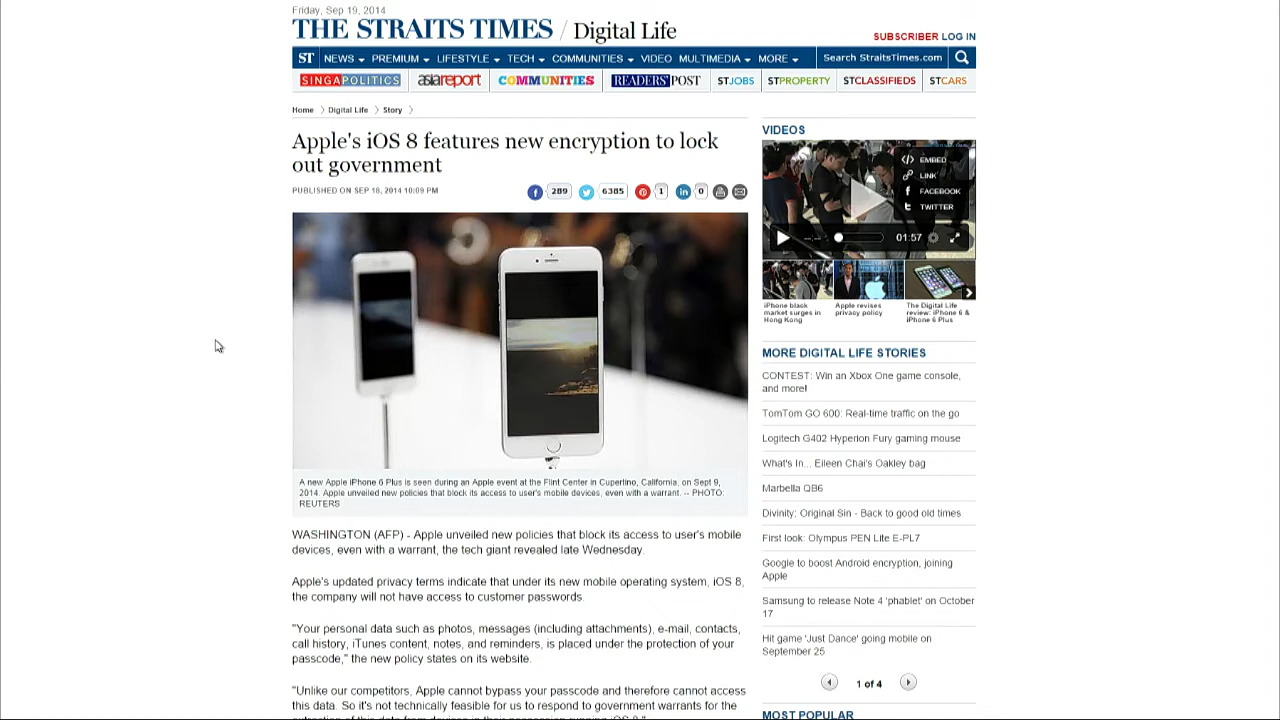 Friday, Sep 19, 2014
THE STRAITS TIMES / Digital Life
SUBSCRIBER LOG IN
ST NEWS PREMIUM LIFESTYLE TECH COMMUNITIES VIDEO MULTIMEDIA MORE Search StraitsTimes.com
SINGAPOLITICS asiareport COMMUNITIES READERS' POST STJOBS STPROPERTY STCLASSIFIEDS STCARS
Home Digital Life Story
Apple's iOS 8 features new encryption to lock
out government
PUBLISHED ON SEP 18, 2014 10:09 PM
289 6385 1 0
A new Apple iPhone 6 Plus is seen during an Apple event at the Flint Center in Cupertino, California, on Sept 9,
2014. Apple unveiled new policies that block its access to user's mobile devices, even with a warrant. -- PHOTO:
REUTERS
WASHINGTON (AFP) - Apple unveiled new policies that block its access to user's mobile
devices, even with a warrant, the tech giant revealed late Wednesday.
Apple's updated privacy terms indicate that under its new mobile operating system, iOS 8,
the company will not have access to customer passwords.
"Your personal data such as photos, messages (including attachments), e-mail, contacts,
call history, iTunes content, notes, and reminders, is placed under the protection of your
passcode," the new policy states on its website.
"Unlike our competitors, Apple cannot bypass your passcode and therefore cannot access
this data. So it's not technically feasible for us to respond to government warrants for the
extraction of this data from devices in their possession running iOS 8."
VIDEOS
EMBED
LINK
FACEBOOK
TWITTER
--:-- 01:57
iPhone black
market surges in
Hong Kong
Apple revises
privacy policy
The Digital Life
review: iPhone 6 &
iPhone 6 Plus
MORE DIGITAL LIFE STORIES
CONTEST: Win an Xbox One game console,
and more!
TomTom GO 600: Real-time traffic on the go
Logitech G402 Hyperion Fury gaming mouse
What's In... Eileen Chai's Oakley bag
Marbella QB6
Divinity: Original Sin - Back to good old times
First look: Olympus PEN Lite E-PL7
Google to boost Android encryption, joining
Apple
Samsung to release Note 4 'phablet' on October
17
Hit game 'Just Dance' going mobile on
September 25
1 of 4
MOST POPULAR